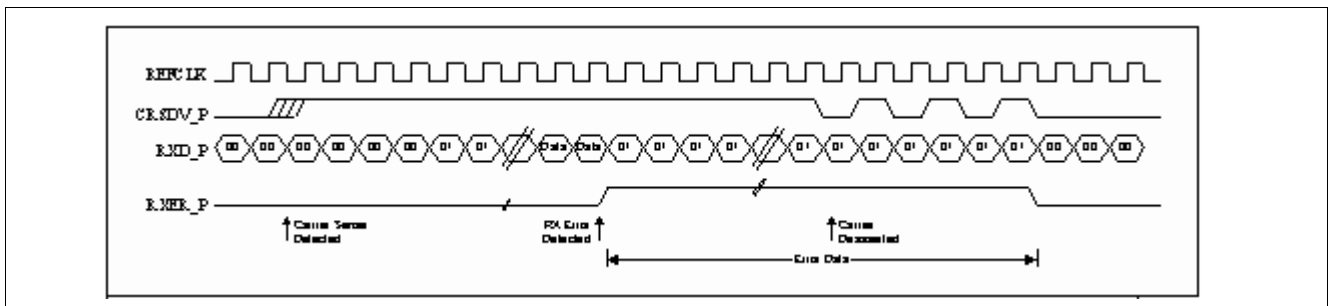 REFCLK
CRSDV_P
RXD_P 00 00 00 00 00 00 01 01 Data Data 01 01 01 01 01 01 01 01 01 01 01 00 00 00
RXER_P
Carrier Sense Detected
RX Error Detected
Carrier Deasserted
Error Data